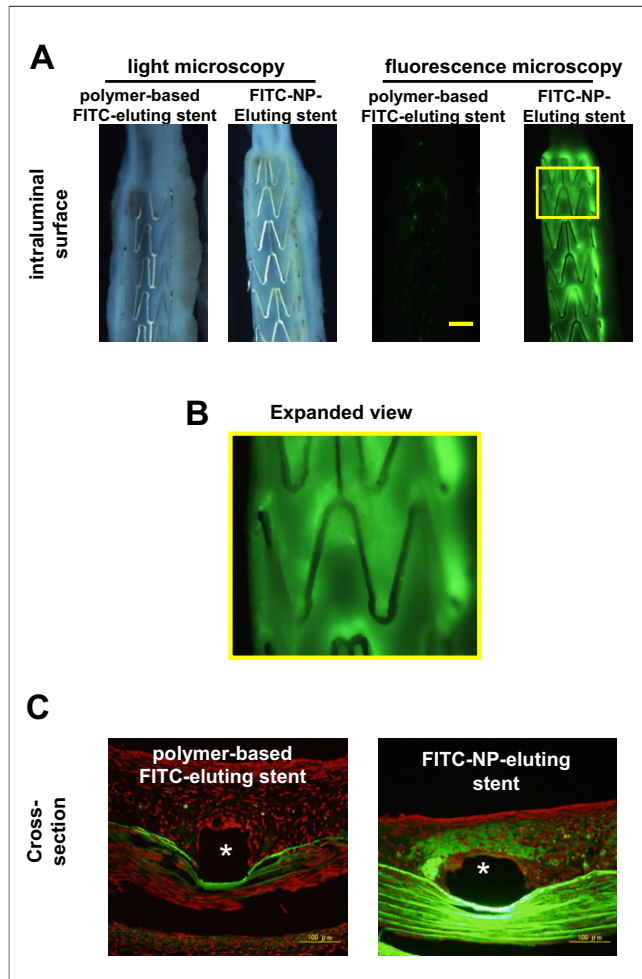 A
light microscopy
fluorescence microscopy
polymer-based
FITC-eluting stent
FITC-NP-
Eluting stent
polymer-based
FITC-eluting stent
FITC-NP-
Eluting stent
intraluminal
surface
B
Expanded view
C
Cross-
section
polymer-based
FITC-eluting stent
*
100 μm
FITC-NP-eluting
stent
*
100 μm